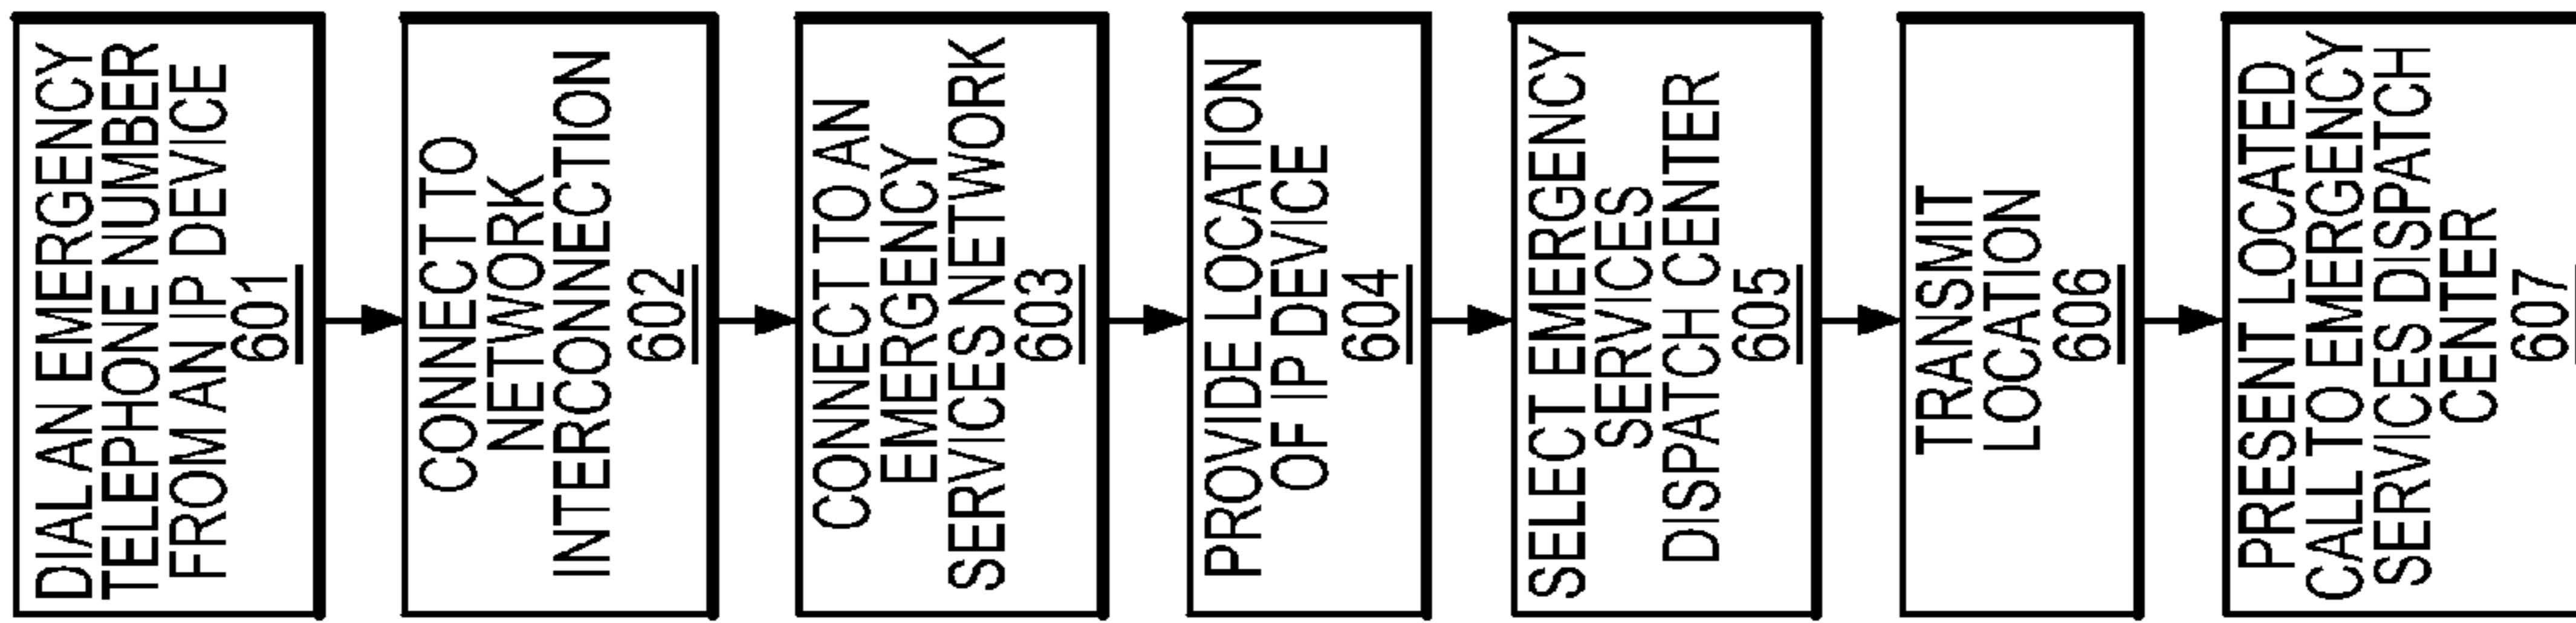 DIAL AN EMERGENCY
TELEPHONE NUMBER
FROM AN IP DEVICE
601
CONNECT TO
NETWORK
INTERCONNECTION
602
CONNECT TO AN
EMERGENCY
SERVICES NETWORK
603
PROVIDE LOCATION
OF IP DEVICE
604
SELECT EMERGENCY
SERVICES
DISPATCH CENTER
605
TRANSMIT
LOCATION
606
PRESENT LOCATED
CALL TO EMERGENCY
SERVICES DISPATCH
CENTER
607